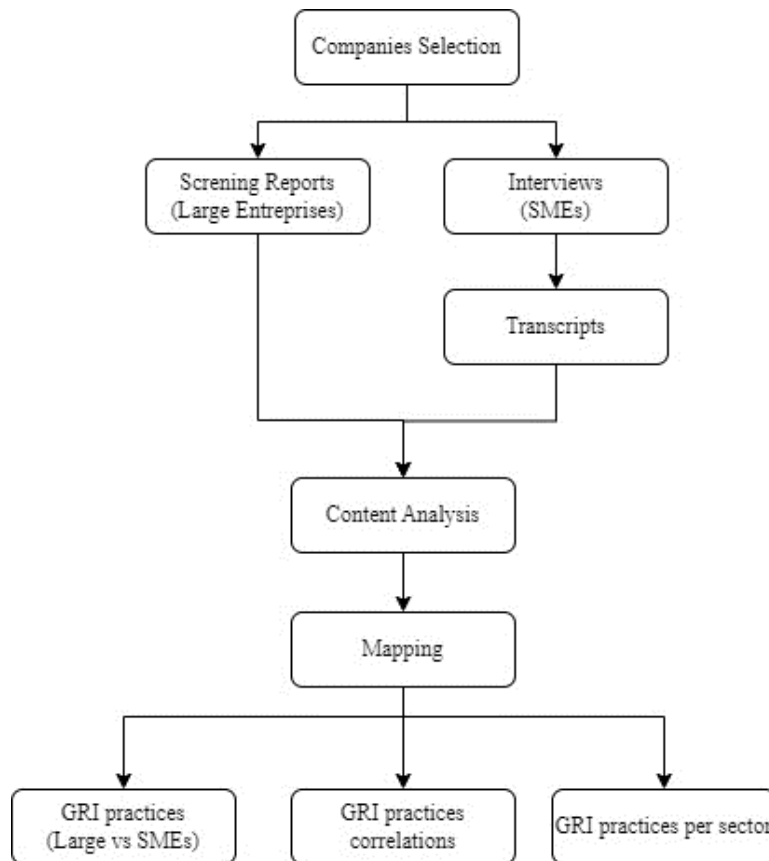 Companies Selection
Screning Reports
(Large Entreprises)
Interviews
(SMEs)
Transcripts
Content Analysis
Mapping
GRI practices
(Large vs SMEs)
GRI practices
correlations
GRI practices per sector